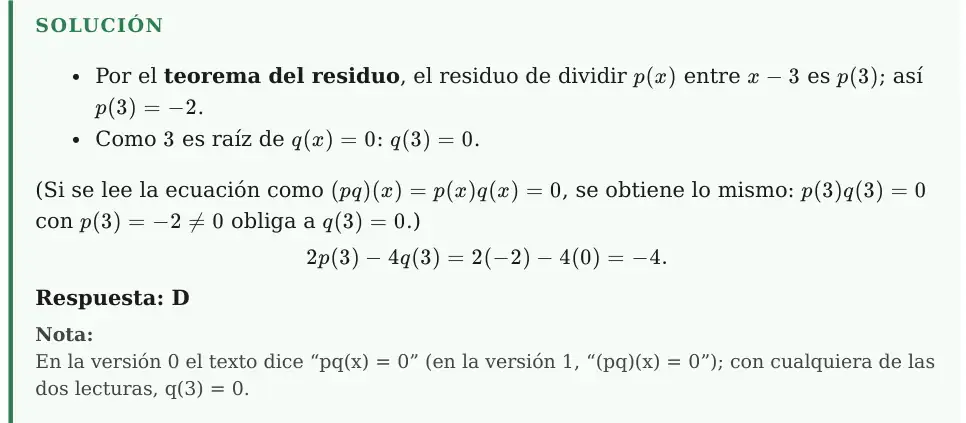 SOLUCIÓN
• Por el teorema del residuo, el residuo de dividir p(x) entre x − 3 es p(3); así
p(3) = −2.
• Como 3 es raíz de q(x) = 0: q(3) = 0.
(Si se lee la ecuación como (pq)(x) = p(x)q(x) = 0, se obtiene lo mismo: p(3)q(3) = 0
con p(3) = −2 ≠ 0 obliga a q(3) = 0.)
2p(3) − 4q(3) = 2(−2) − 4(0) = −4.
Respuesta: D
Nota:
En la versión 0 el texto dice “pq(x) = 0” (en la versión 1, “(pq)(x) = 0”); con cualquiera de las
dos lecturas, q(3) = 0.